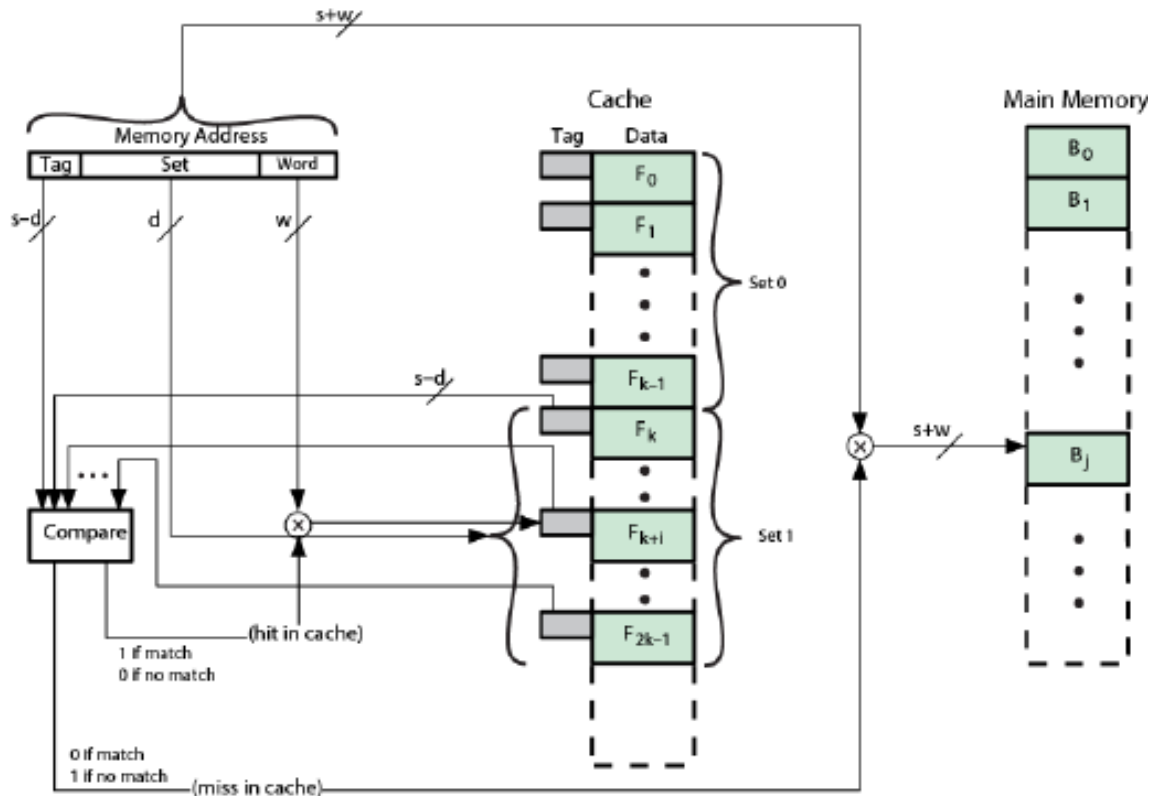 s+w
Cache
Main Memory
Memory Address
Tag Data
Tag Set Word
F0
B0
B1
s–d d w
F1
Set 0
s–d
Fk–1
Fk
s+w
Bj
Compare
Fk+i
Set 1
(hit in cache)
F2k–1
1 if match
0 if no match
0 if match
1 if no match
(miss in cache)